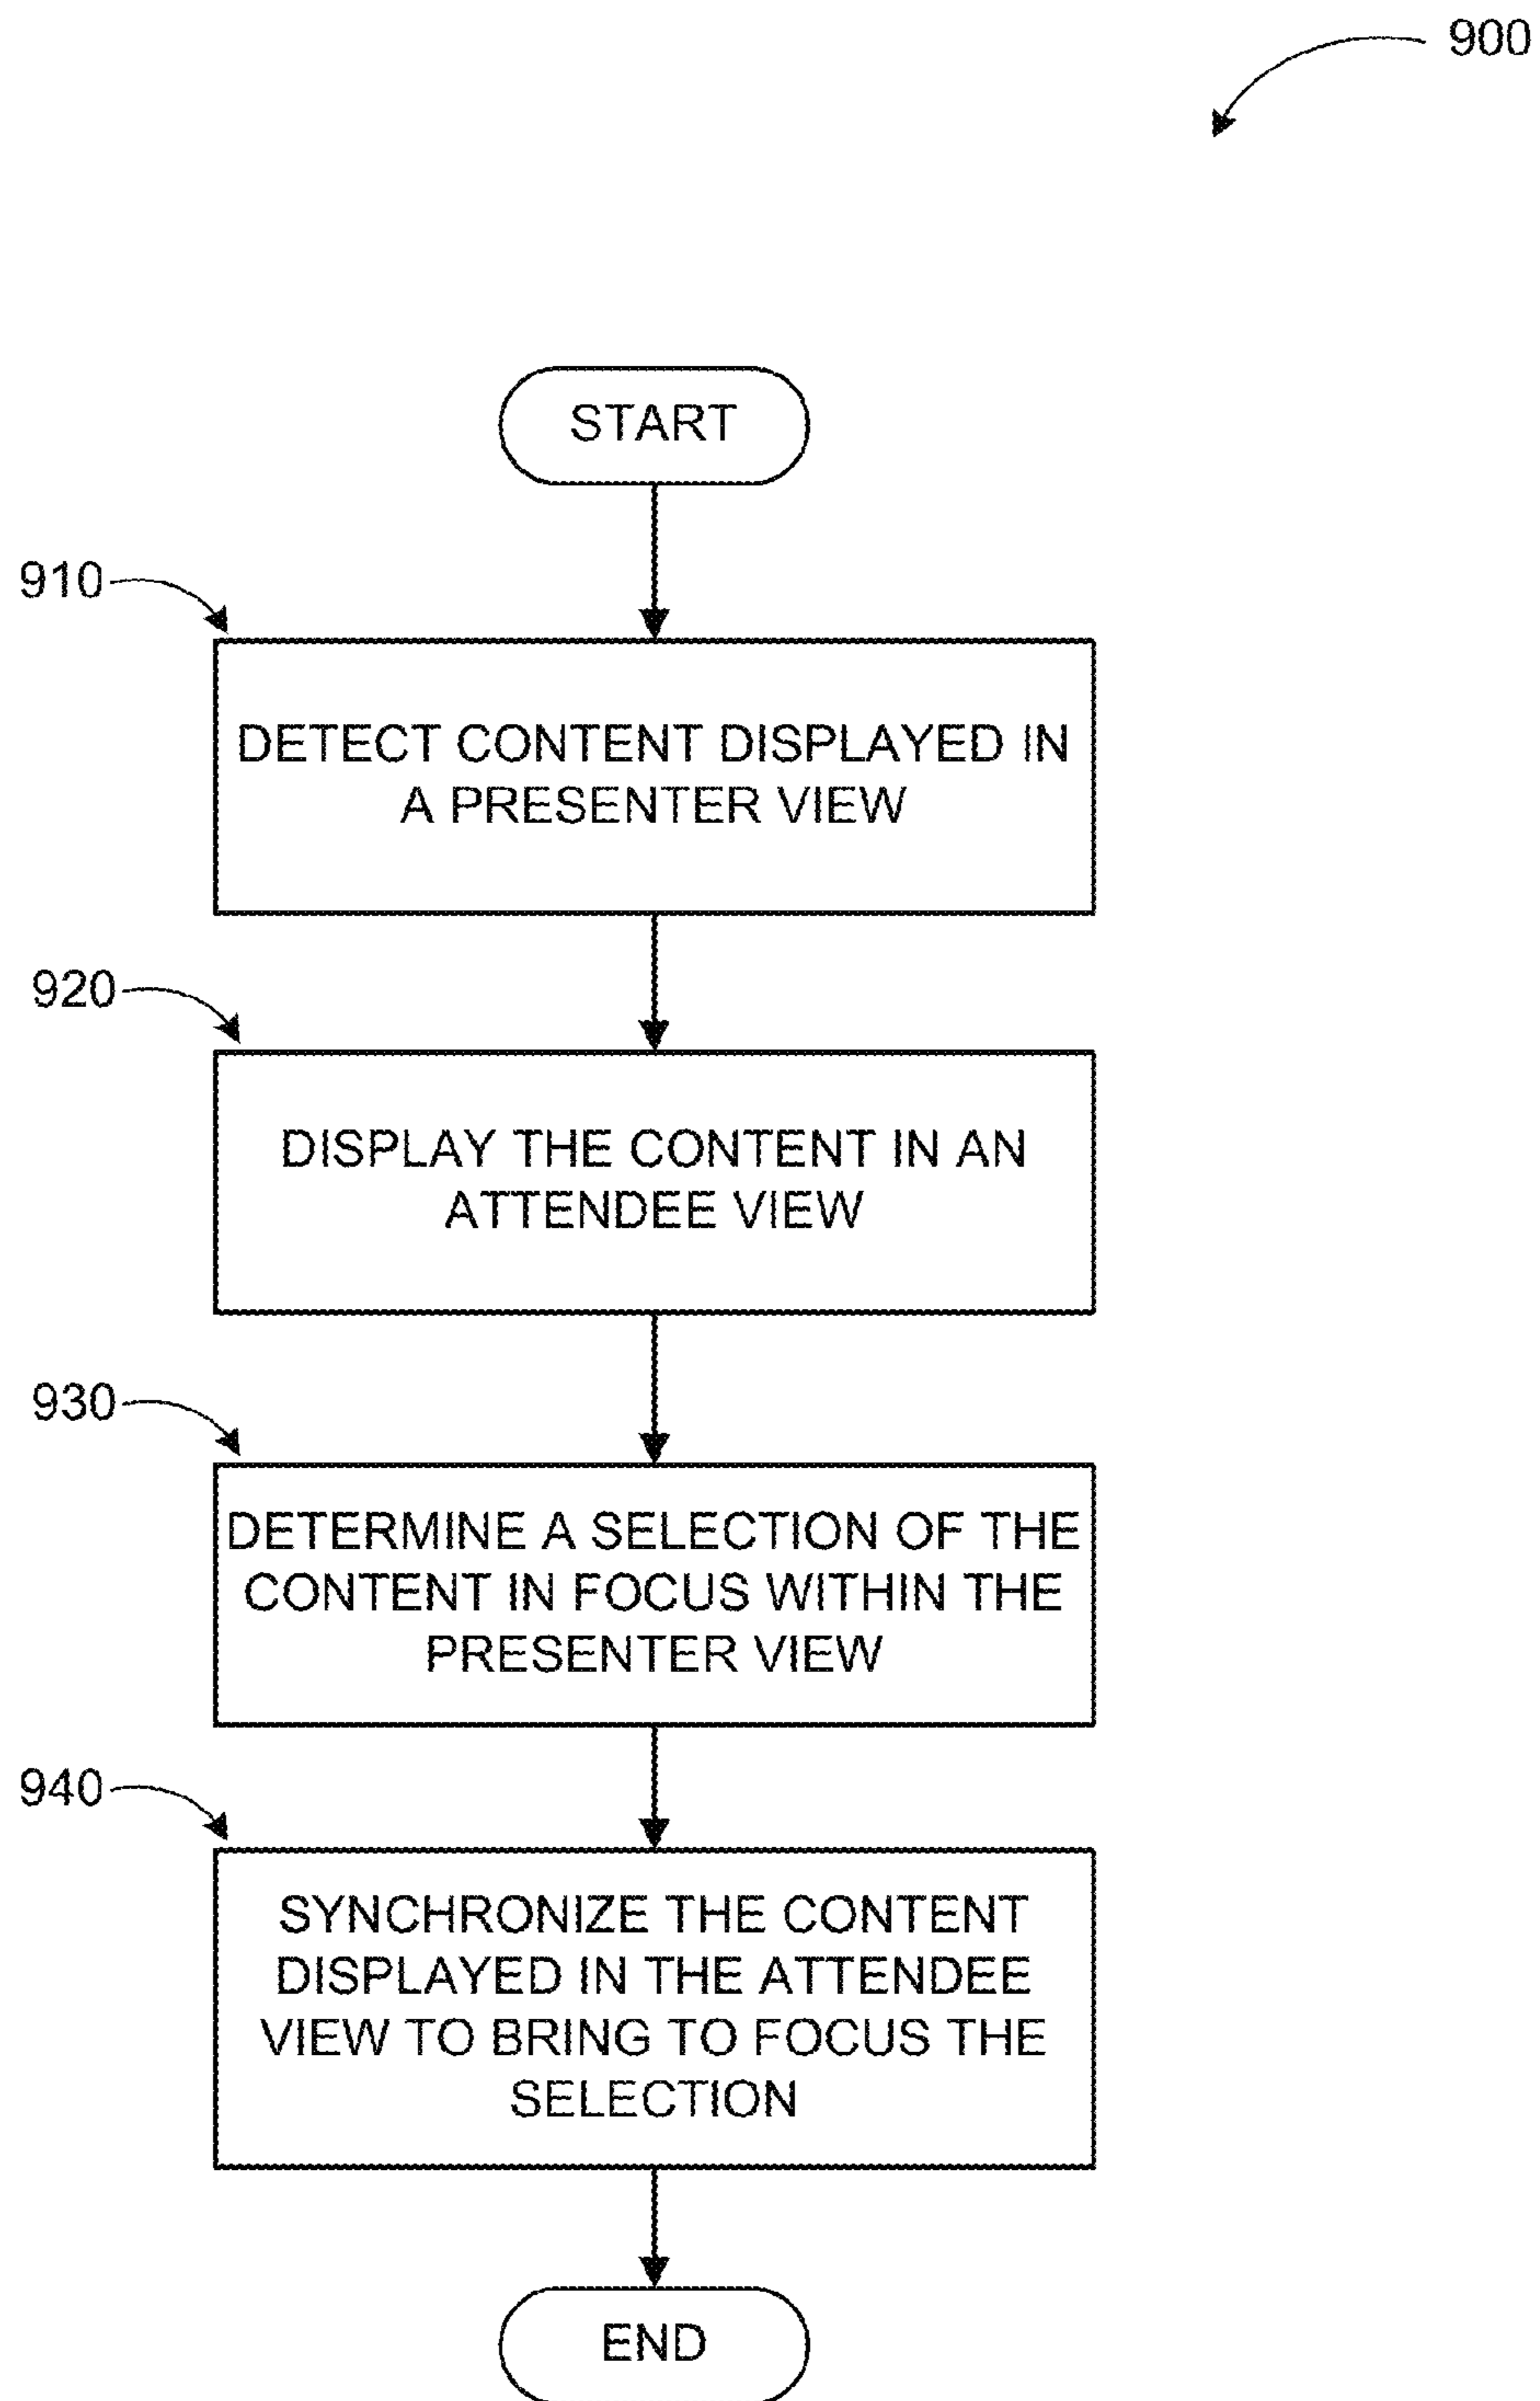 900
START
910
DETECT CONTENT DISPLAYED IN
A PRESENTER VIEW
920
DISPLAY THE CONTENT IN AN
ATTENDEE VIEW
930
DETERMINE A SELECTION OF THE
CONTENT IN FOCUS WITHIN THE
PRESENTER VIEW
940
SYNCHRONIZE THE CONTENT
DISPLAYED IN THE ATTENDEE
VIEW TO BRING TO FOCUS THE
SELECTION
END